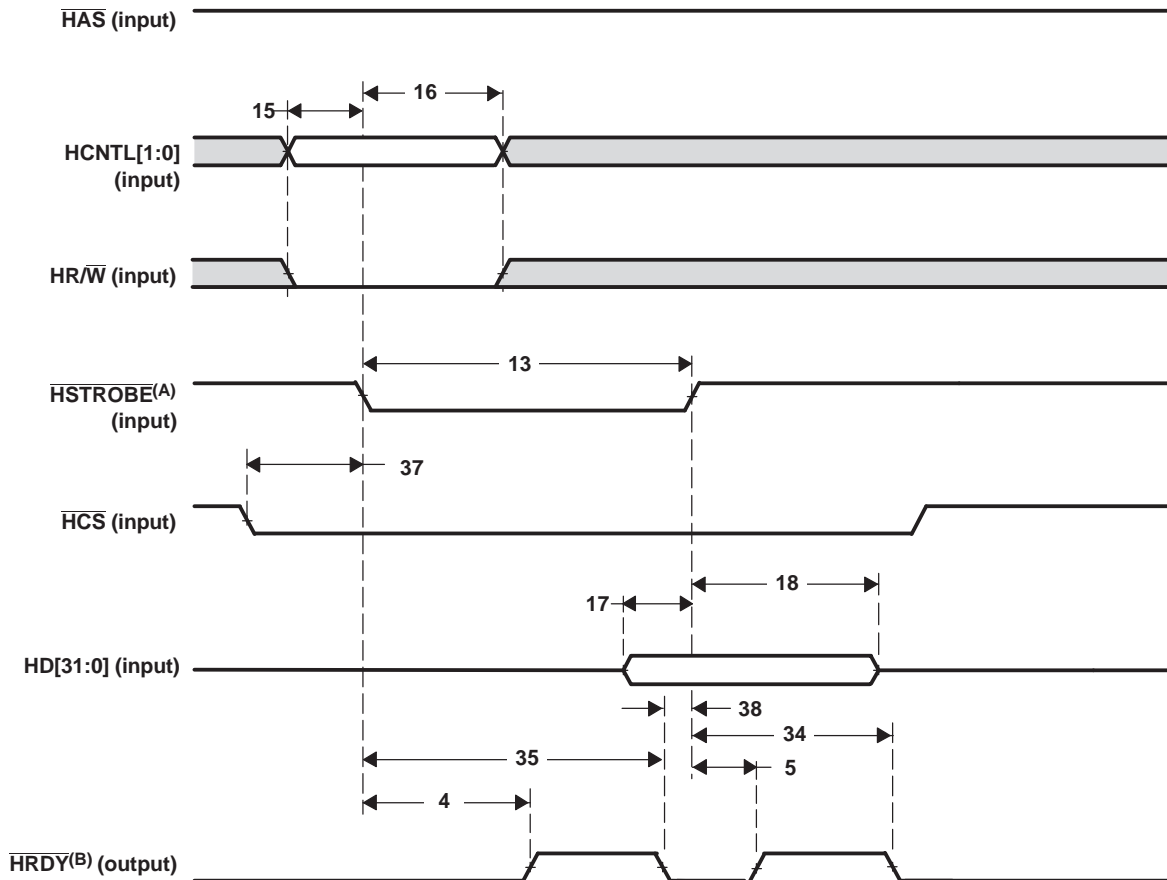 HAS (input)
16
15
HCNTL[1:0]
(input)
HR/W (input)
13
HSTROBE(A)
(input)
37
HCS (input)
18
17
HD[31:0] (input)
38
34
35
5
4
HRDY(B) (output)